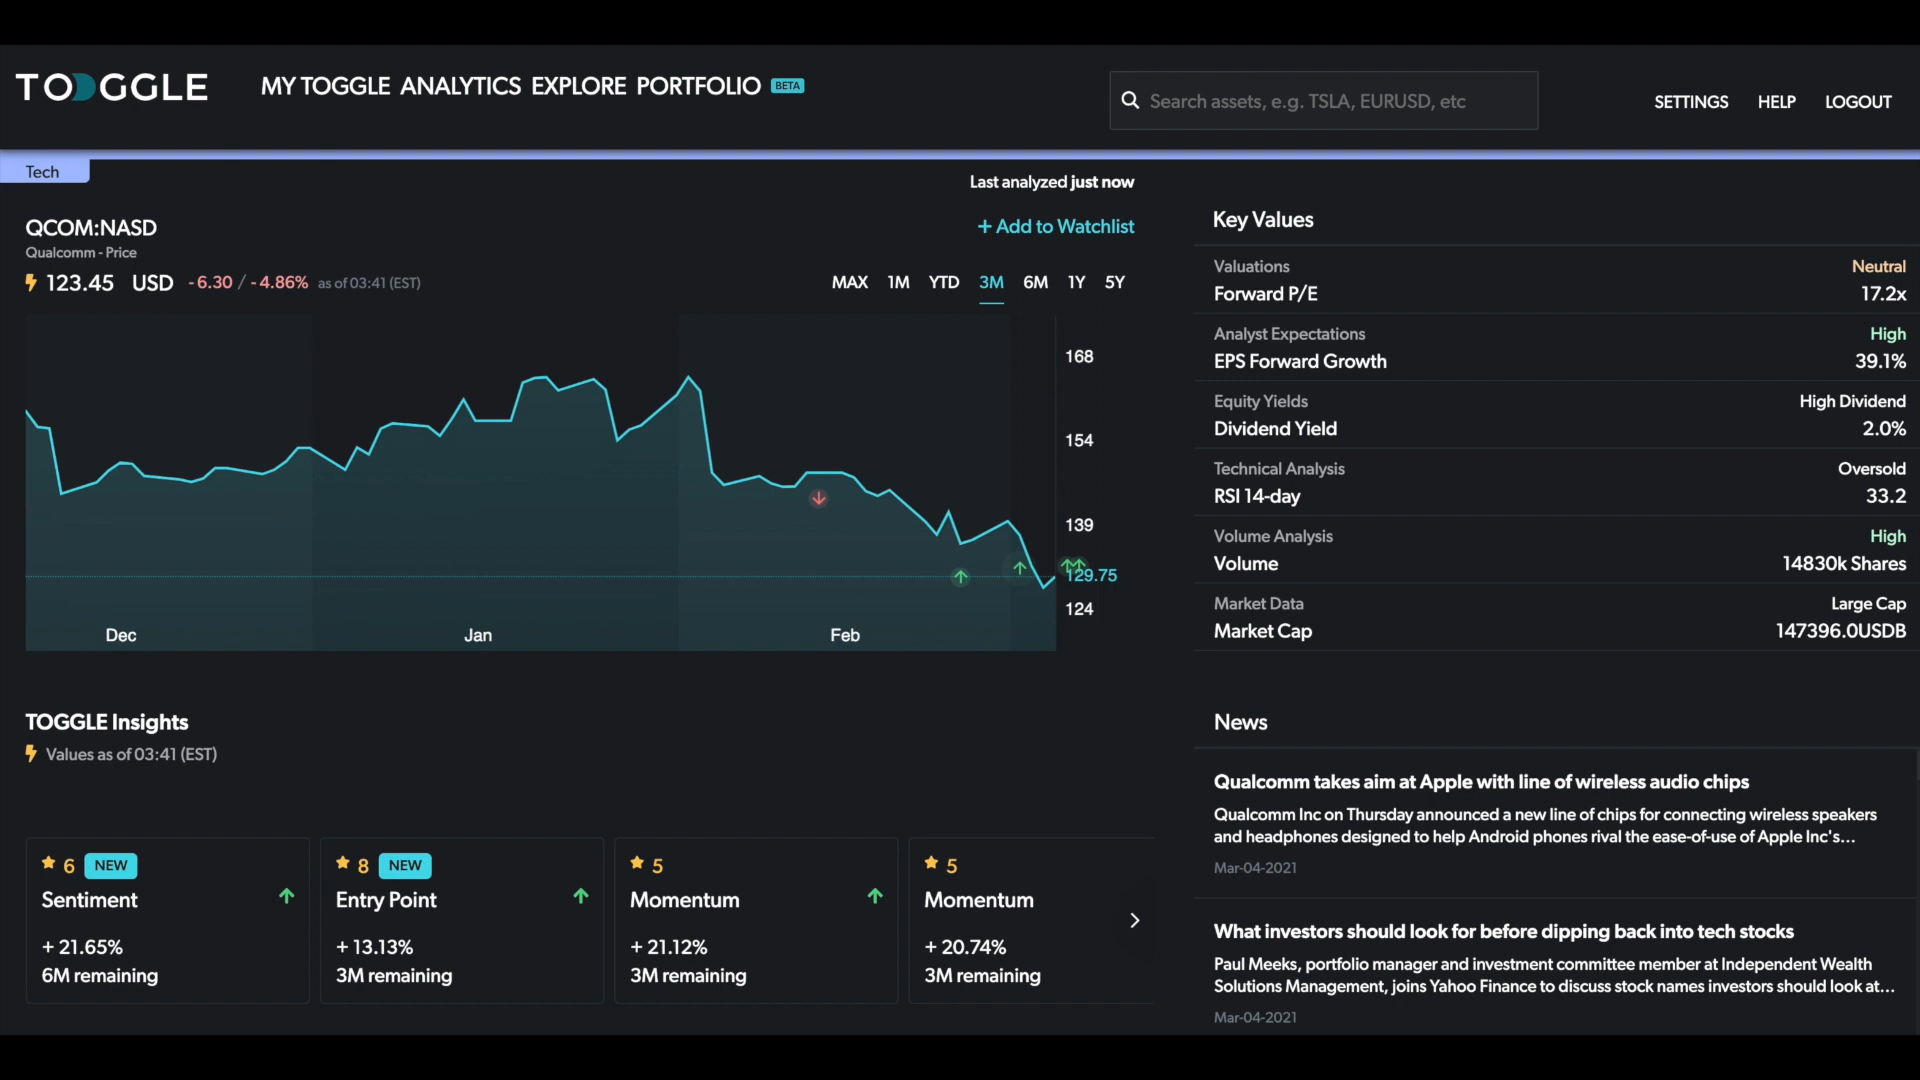 TOGGLE
MY TOGGLE ANALYTICS EXPLORE PORTFOLIO BETA
Search assets, e.g. TSLA, EURUSD, etc
SETTINGS HELP LOGOUT
Tech
Last analyzed just now
QCOM:NASD
+ Add to Watchlist
Qualcomm - Price
123.45 USD -6.30 / -4.86% as of 03:41 (EST)
MAX 1M YTD 3M 6M 1Y 5Y
168
154
139
129.75
124
Dec Jan Feb
Key Values
Valuations Neutral
Forward P/E 17.2x
Analyst Expectations High
EPS Forward Growth 39.1%
Equity Yields High Dividend
Dividend Yield 2.0%
Technical Analysis Oversold
RSI 14-day 33.2
Volume Analysis High
Volume 14830k Shares
Market Data Large Cap
Market Cap 147396.0USDB
TOGGLE Insights
Values as of 03:41 (EST)
6 NEW
Sentiment
+ 21.65%
6M remaining
8 NEW
Entry Point
+ 13.13%
3M remaining
5
Momentum
+ 21.12%
3M remaining
5
Momentum
+ 20.74%
3M remaining
News
Qualcomm takes aim at Apple with line of wireless audio chips
Qualcomm Inc on Thursday announced a new line of chips for connecting wireless speakers
and headphones designed to help Android phones rival the ease-of-use of Apple Inc's...
Mar-04-2021
What investors should look for before dipping back into tech stocks
Paul Meeks, portfolio manager and investment committee member at Independent Wealth
Solutions Management, joins Yahoo Finance to discuss stock names investors should look at...
Mar-04-2021